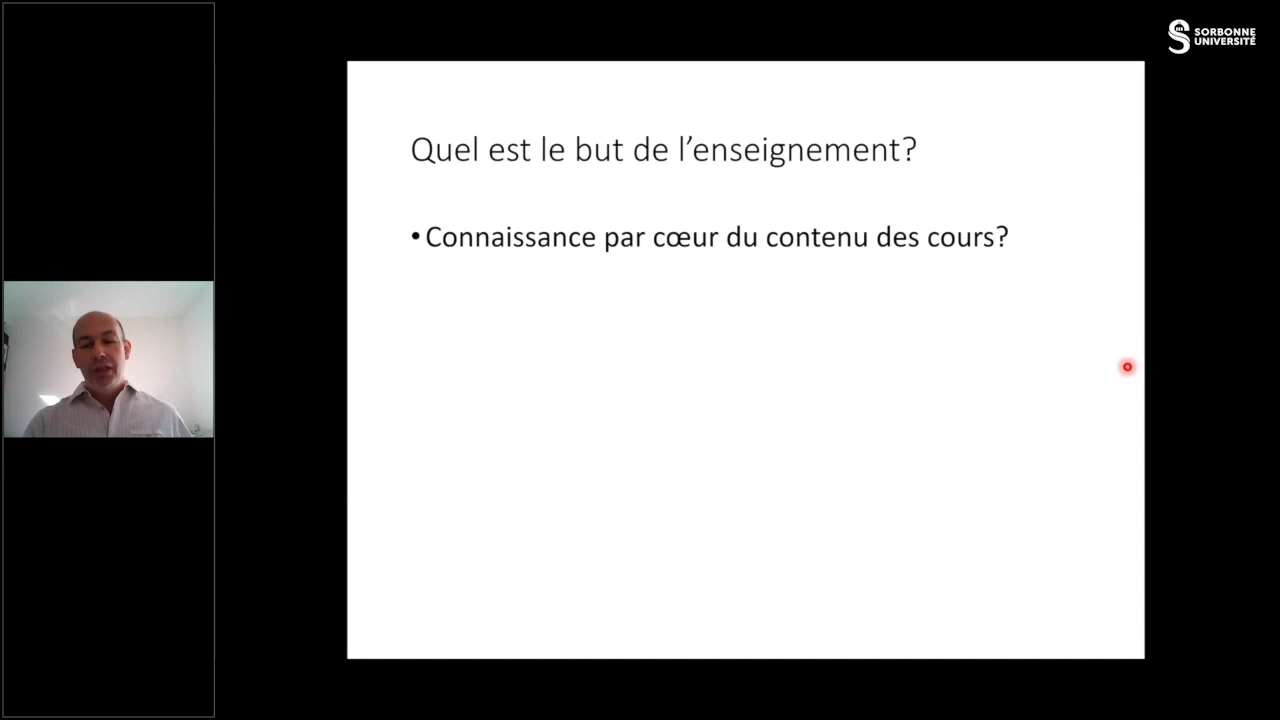 SORBONNE
UNIVERSITÉ
Quel est le but de l’enseignement?
• Connaissance par cœur du contenu des cours?